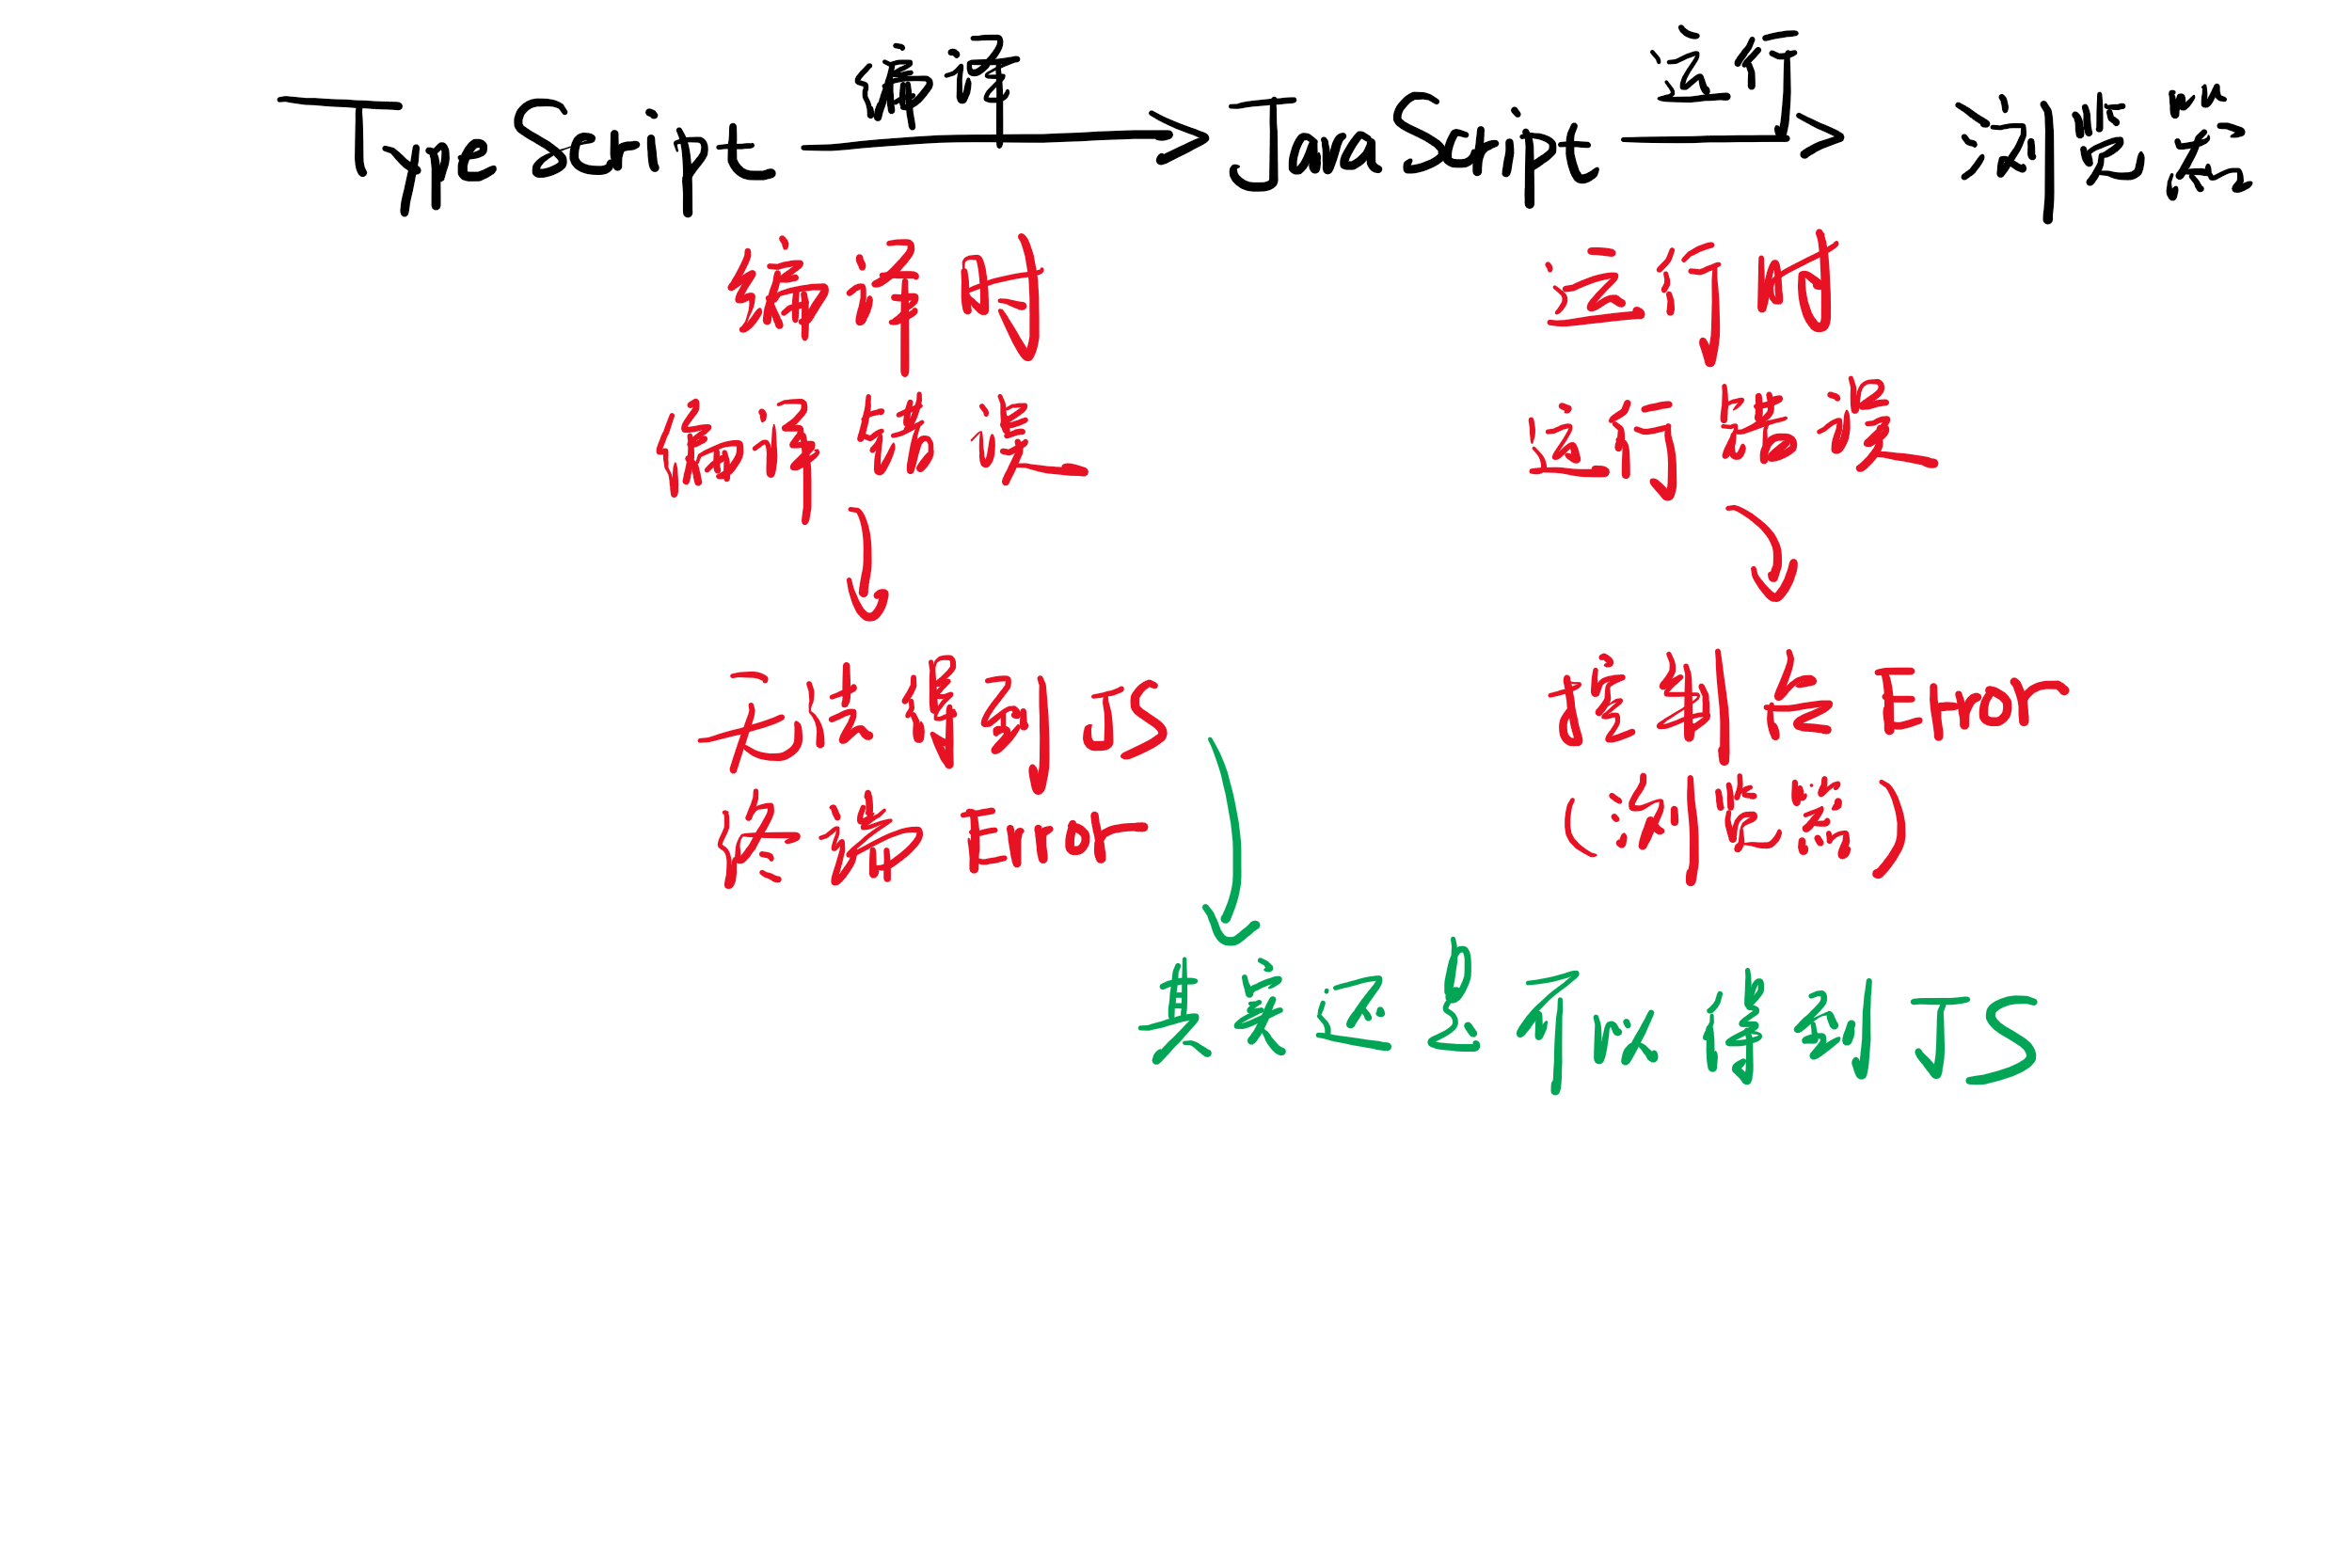 TypeScript 编译 JavaScript 运行 浏览器
编译时 运行时
编译错误 运行错误
无法得到JS 控制台 Error
终端 Error (浏览器)
其实还是可以得到JS